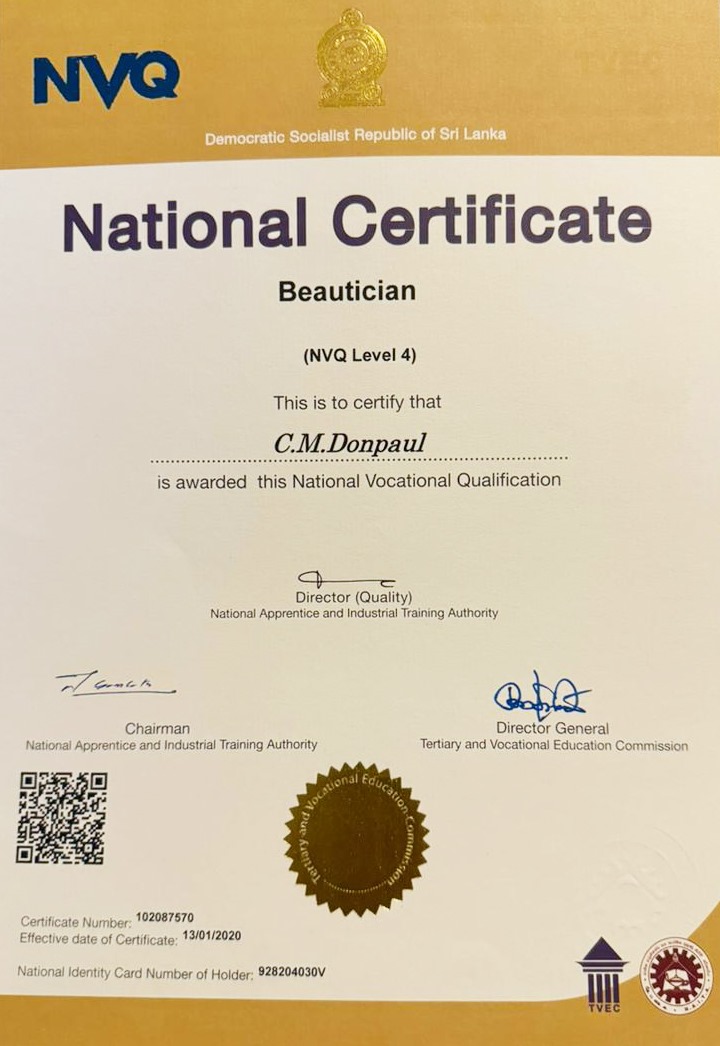 NVQ
Democratic Socialist Republic of Sri Lanka
National Certificate
Beautician
(NVQ Level 4)
This is to certify that
C.M.Donpaul
is awarded this National Vocational Qualification
Director (Quality)
National Apprentice and Industrial Training Authority
Chairman
National Apprentice and Industrial Training Authority
Director General
Tertiary and Vocational Education Commission
Tertiary and Vocational Education Commission
Certificate Number: 102087570
Effective date of Certificate: 13/01/2020
National Identity Card Number of Holder: 928204030V
TVEC